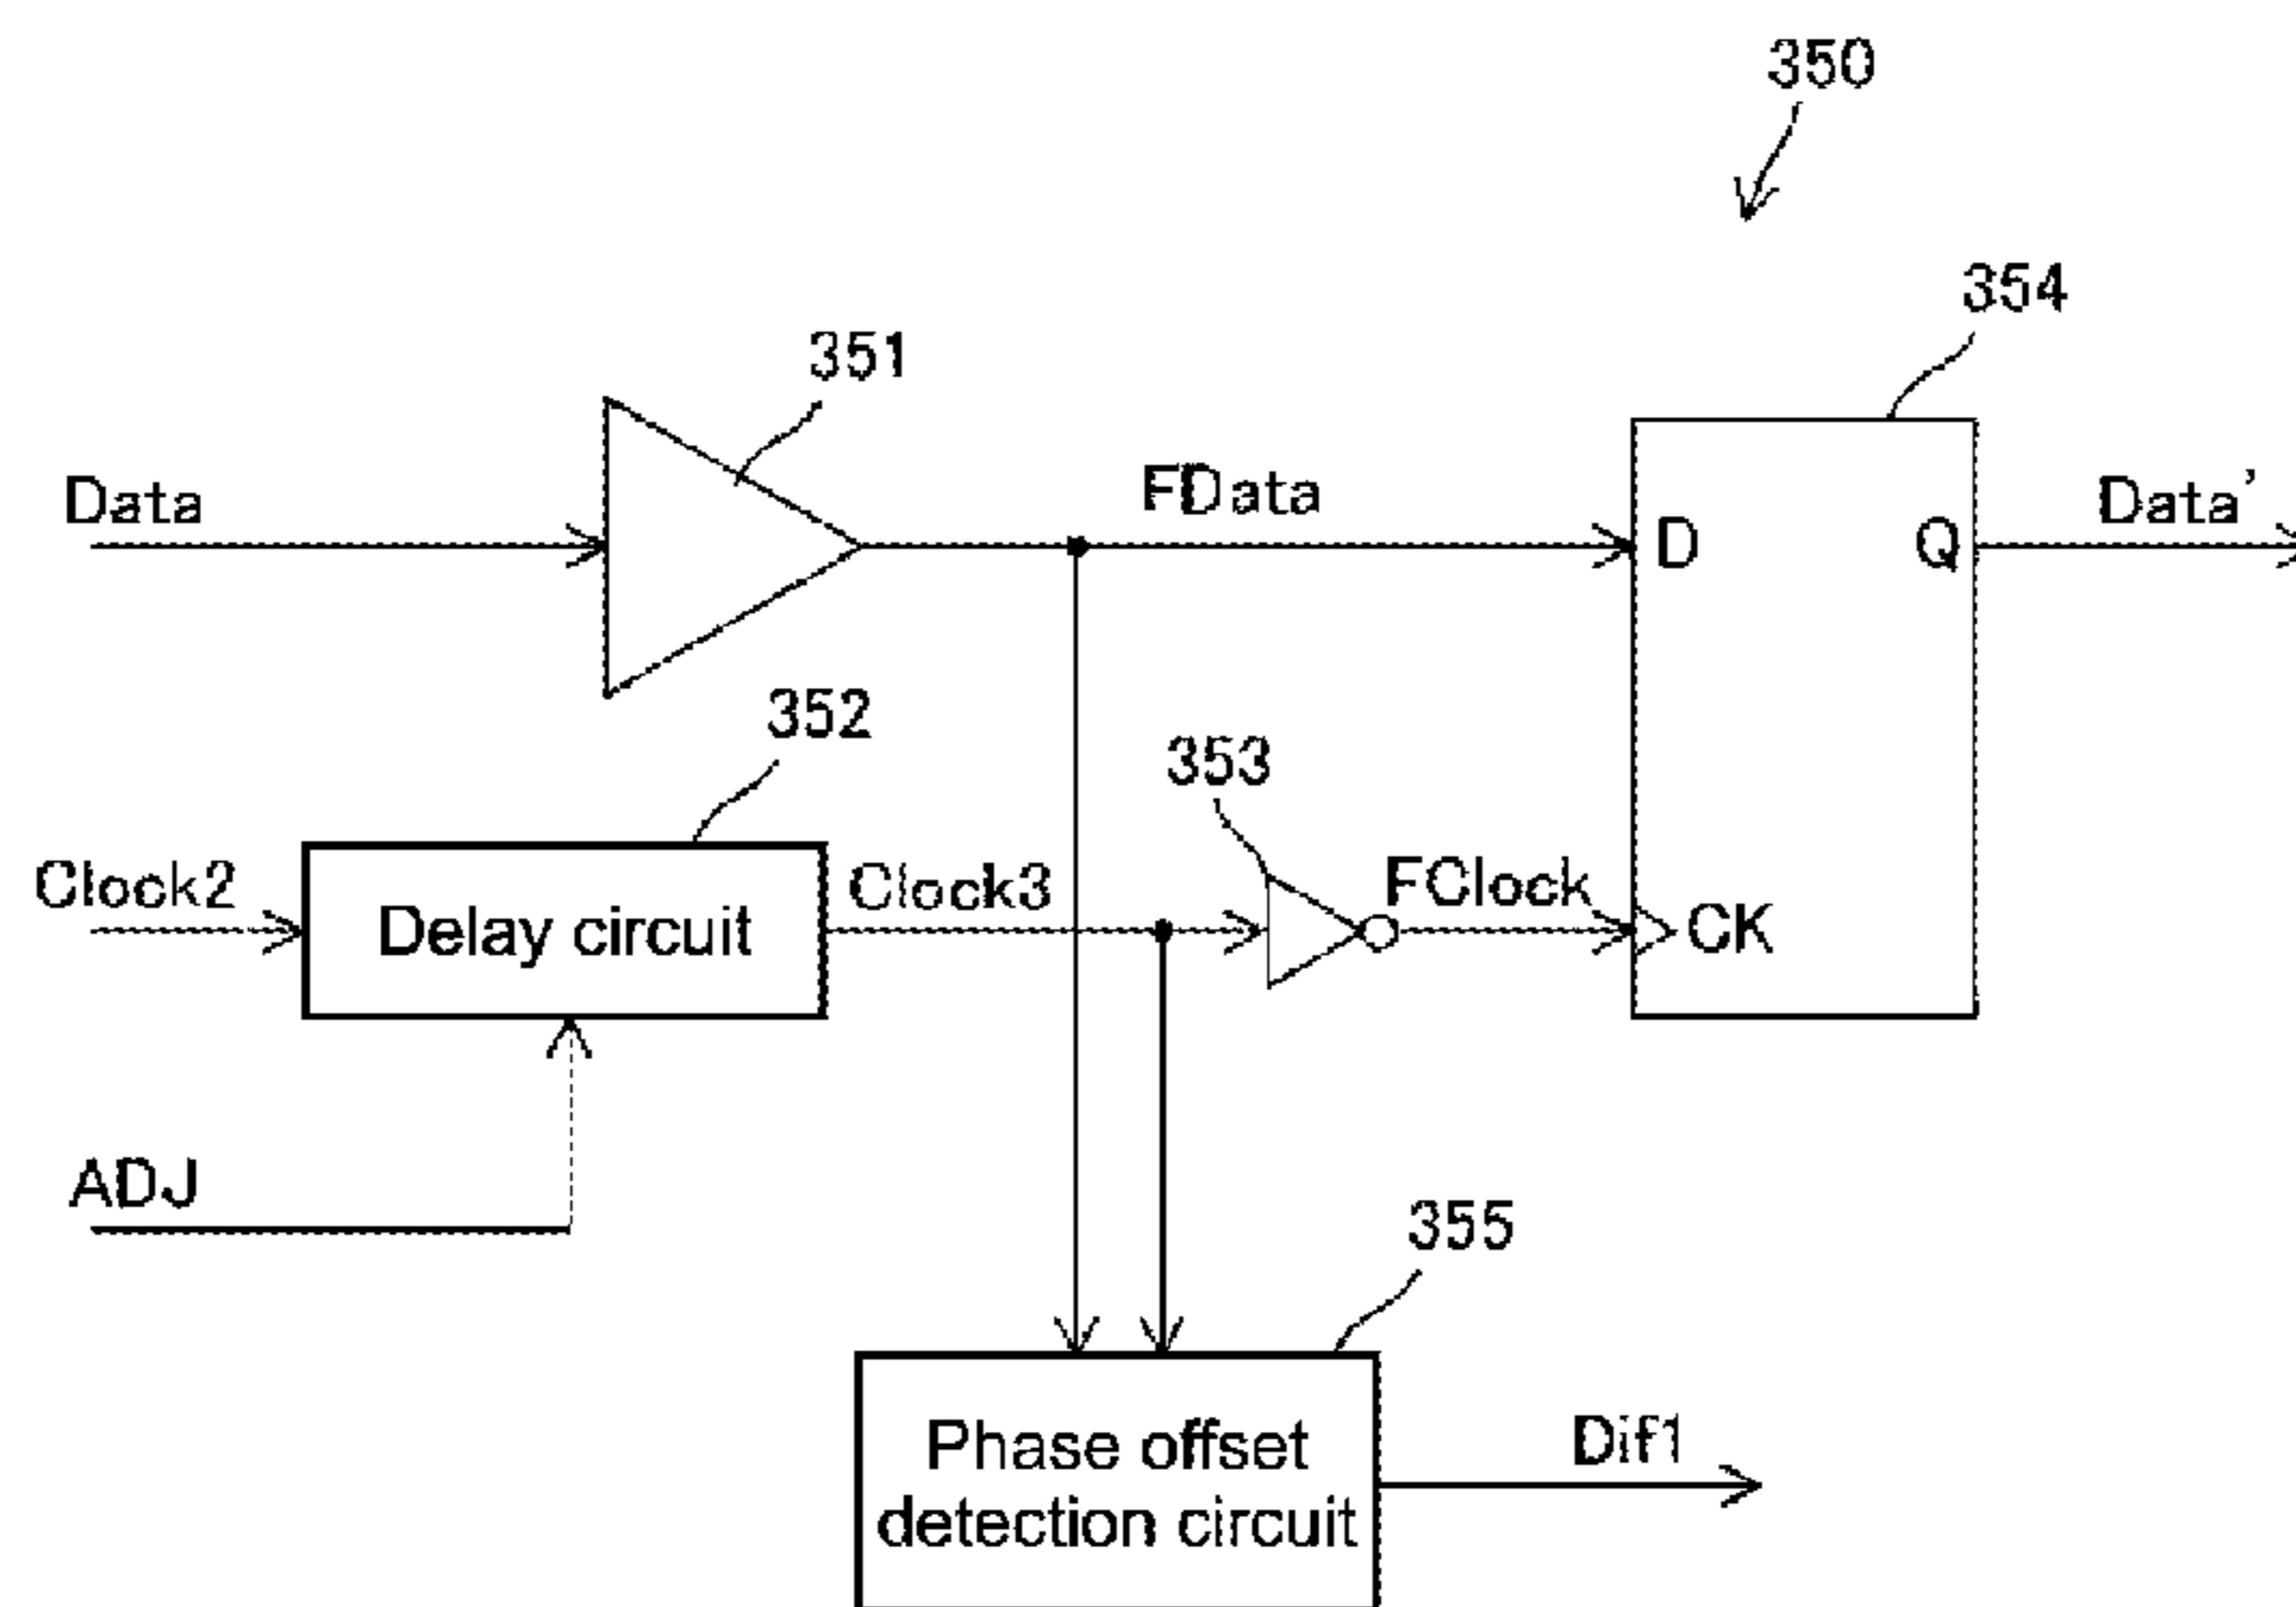 350
354
351
Data
FData
D
Q
Data'
352
353
Clock2
Delay circuit
Clock3
FClock
CK
ADJ
355
Phase offset
detection circuit
Dif1